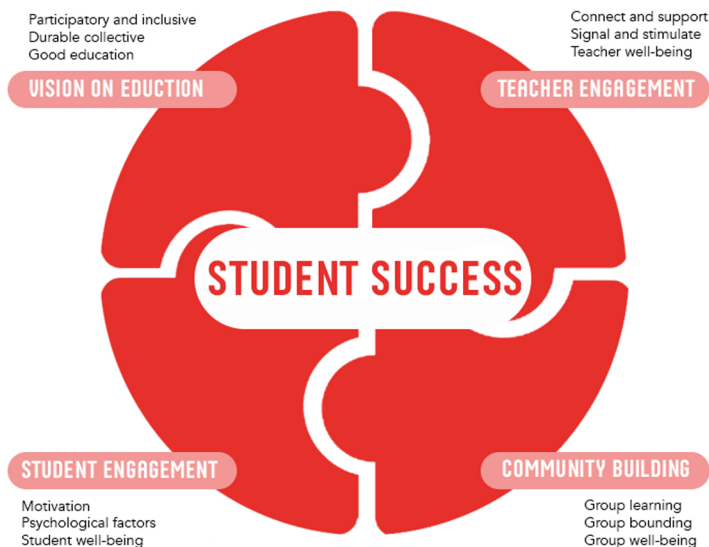 Participatory and inclusive
Durable collective
Good education
VISION ON EDUCTION
Connect and support
Signal and stimulate
Teacher well-being
TEACHER ENGAGEMENT
STUDENT SUCCESS
STUDENT ENGAGEMENT
Motivation
Psychological factors
Student well-being
COMMUNITY BUILDING
Group learning
Group bounding
Group well-being